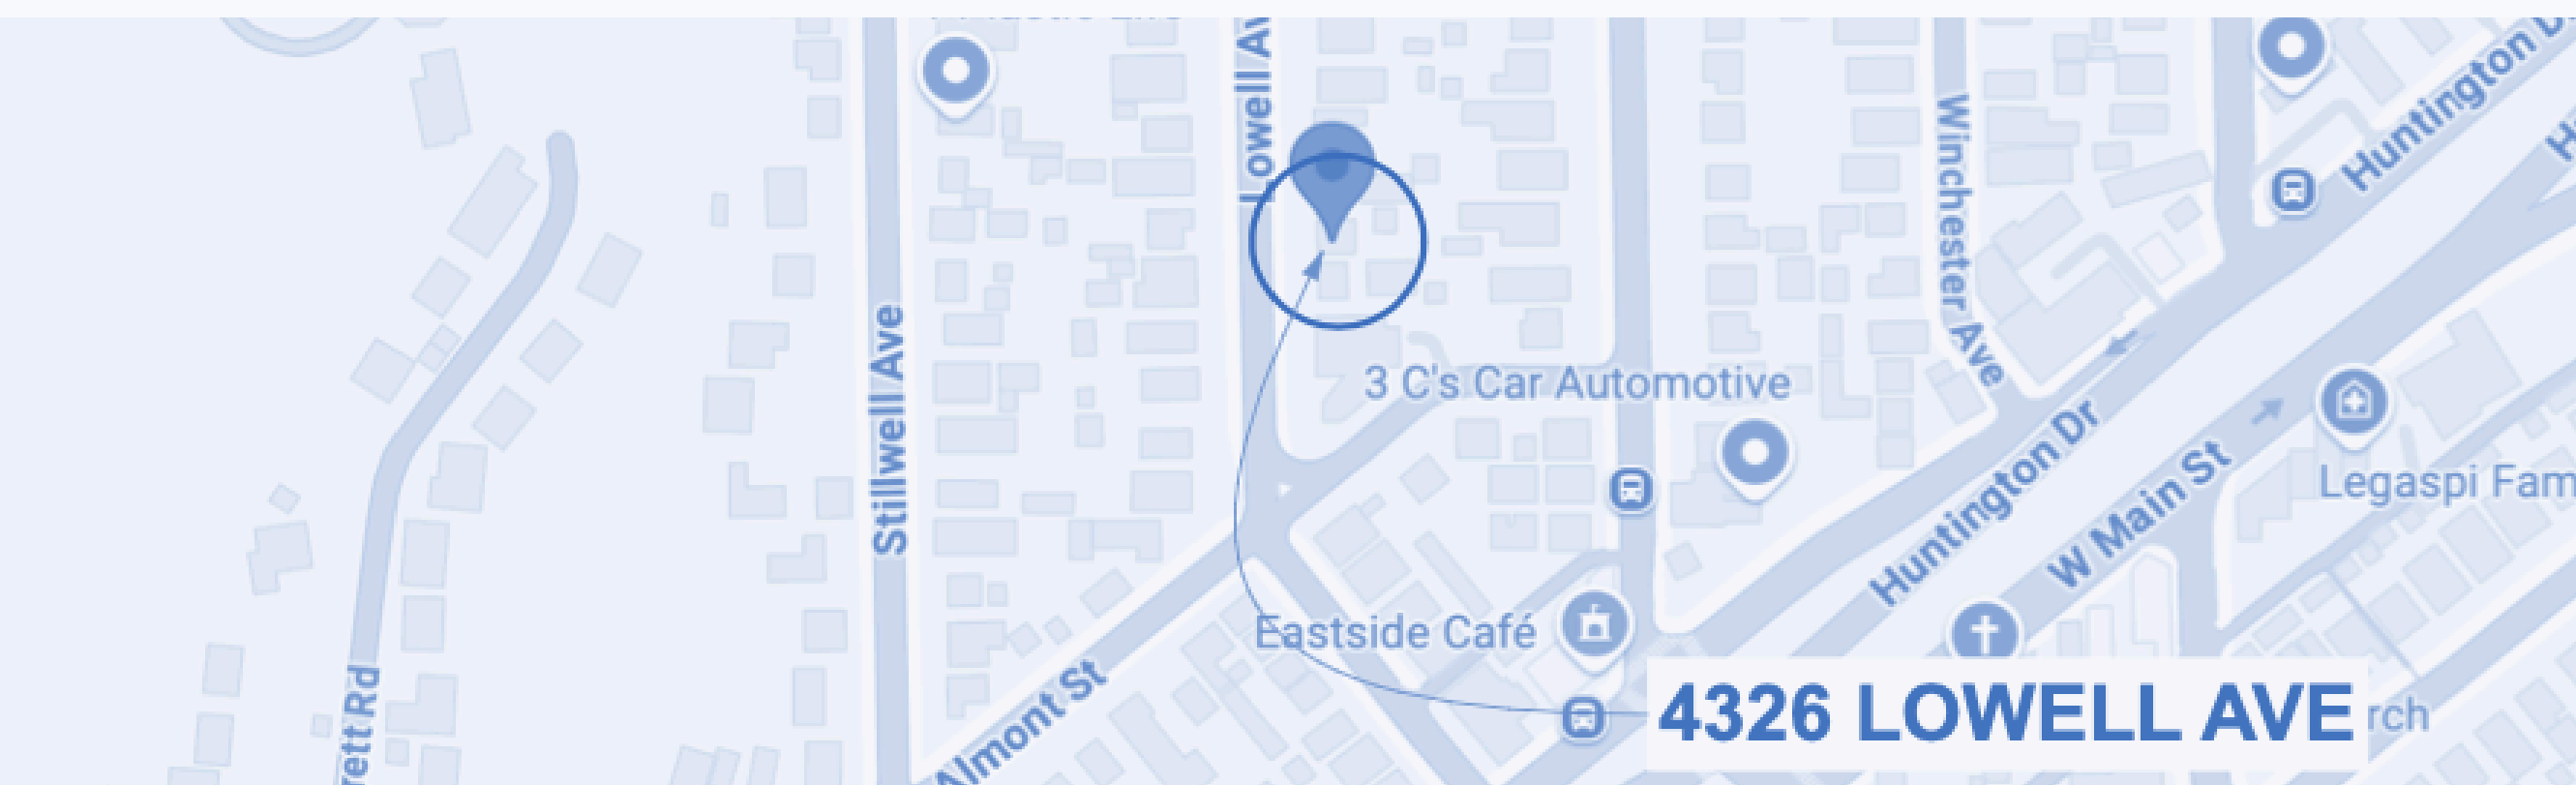 Lowell Av
Winchester Ave
Huntington Dr
Stillwell Ave
3 C's Car Automotive
Huntington Dr
W Main St
Legaspi Fam
Eastside Café
Almont St
rett Rd
4326 LOWELL AVE
rch